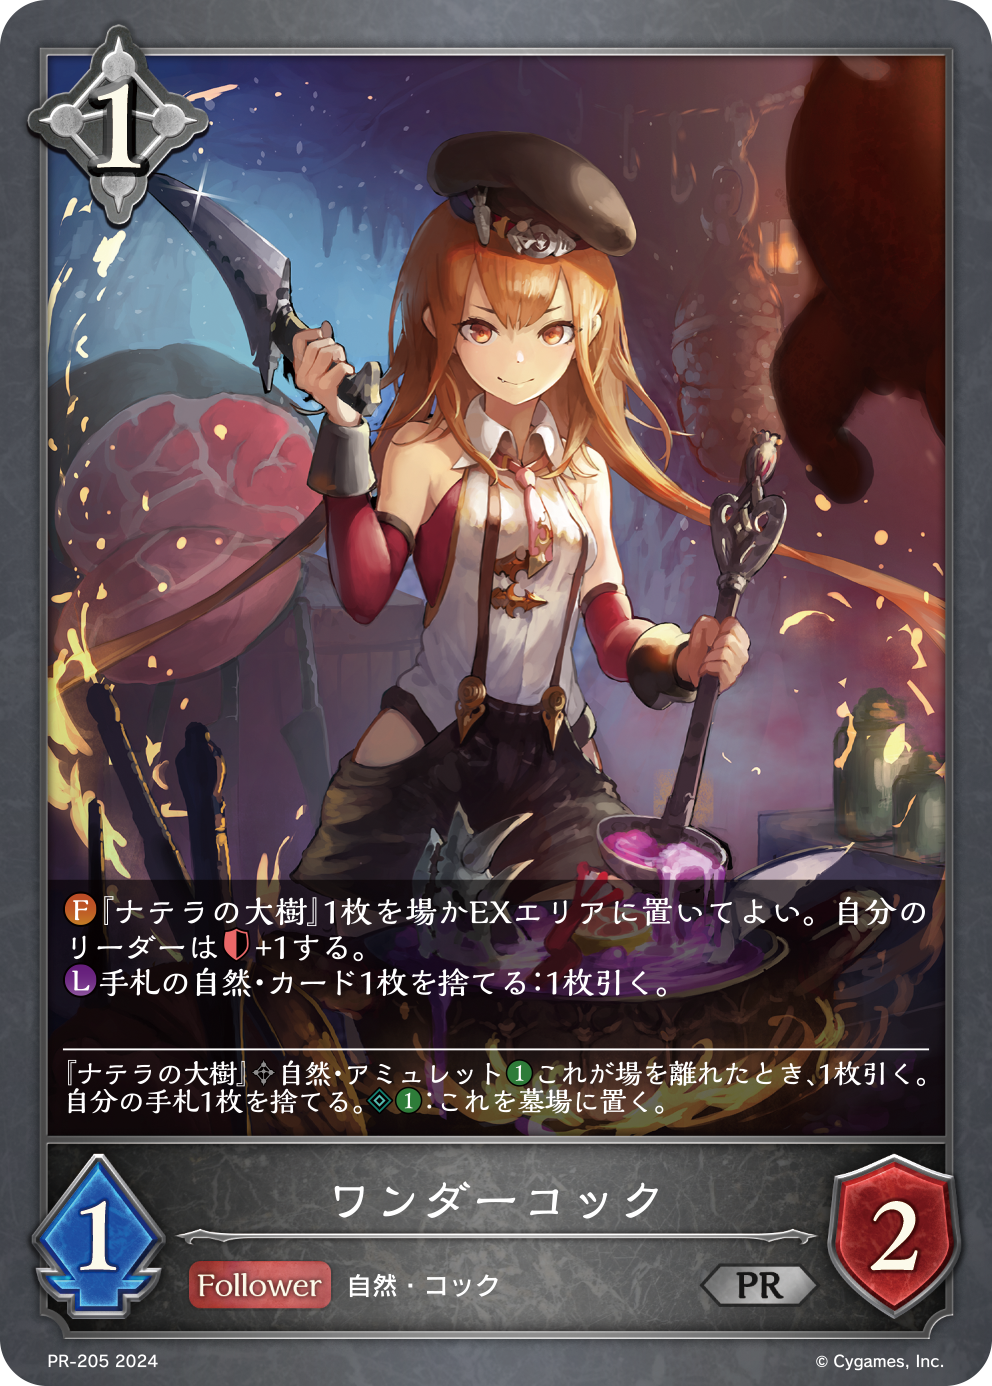 1
F『ナテラの大樹』1枚を場かEXエリアに置いてよい。自分の
リーダーは+1する。
L手札の自然・カード1枚を捨てる:1枚引く。
『ナテラの大樹』自然・アミュレット1これが場を離れたとき、1枚引く。
自分の手札1枚を捨てる。1:これを墓場に置く。
ワンダーコック
1
2
Follower 自然・コック PR
PR-205 2024
© Cygames, Inc.